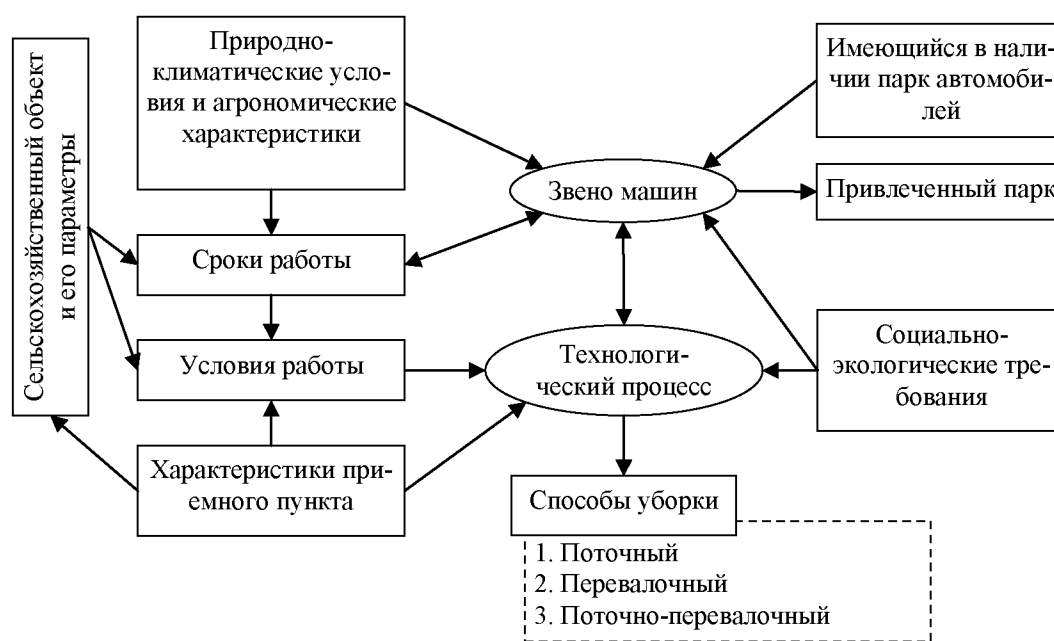 Сельскохозяйственный объект
и его параметры
Природно-
климатические усло-
вия и агрономические
характеристики
Сроки работы
Условия работы
Характеристики при-
емного пункта
Звено машин
Технологи-
ческий процесс
Способы уборки
1. Поточный
2. Перевалочный
3. Поточно-перевалочный
Имеющийся в нали-
чии парк автомоби-
лей
Привлеченный парк
Социально-
экологические тре-
бования